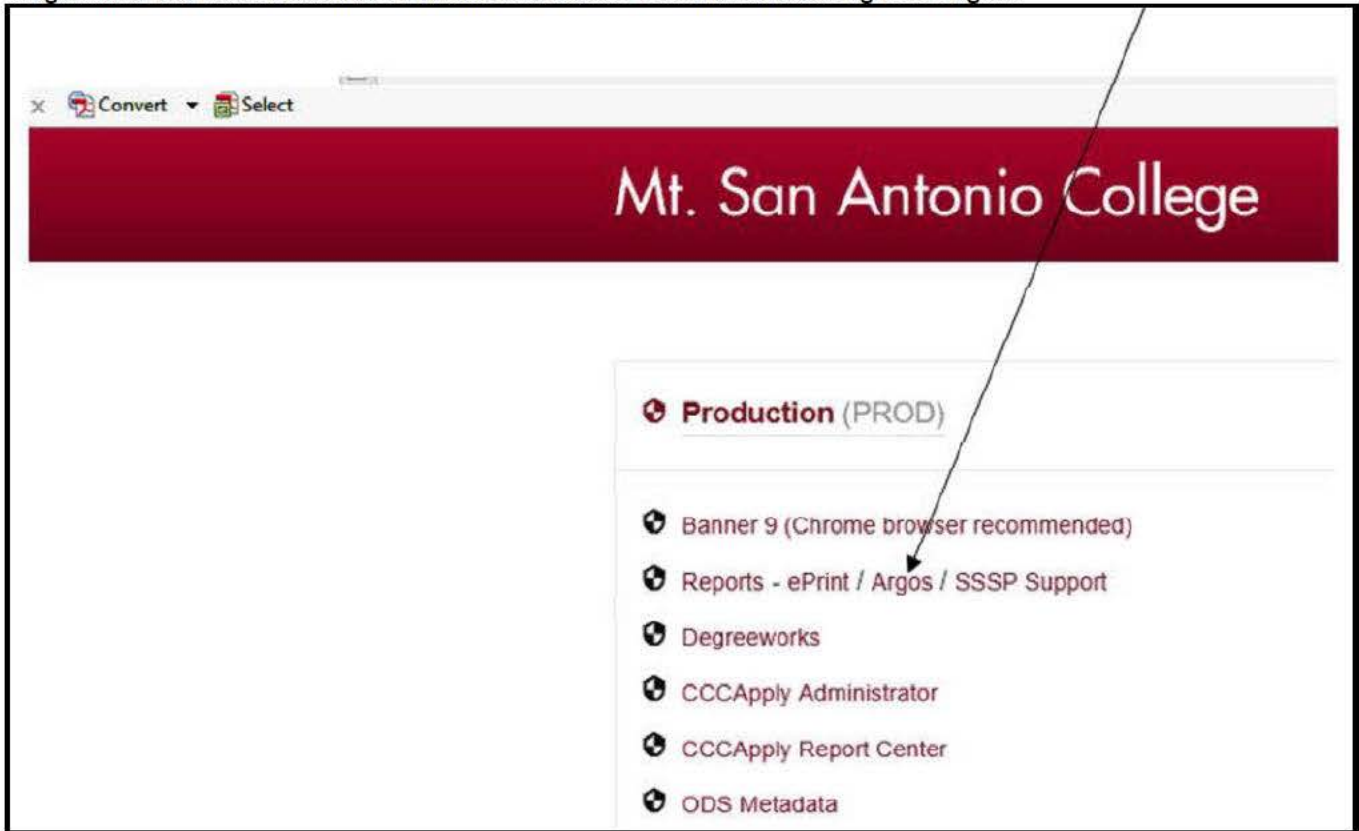 x Convert Select
Mt. San Antonio College
Production (PROD)
Banner 9 (Chrome browser recommended)
Reports - ePrint / Argos / SSSP Support
Degreeworks
CCCApply Administrator
CCCApply Report Center
ODS Metadata